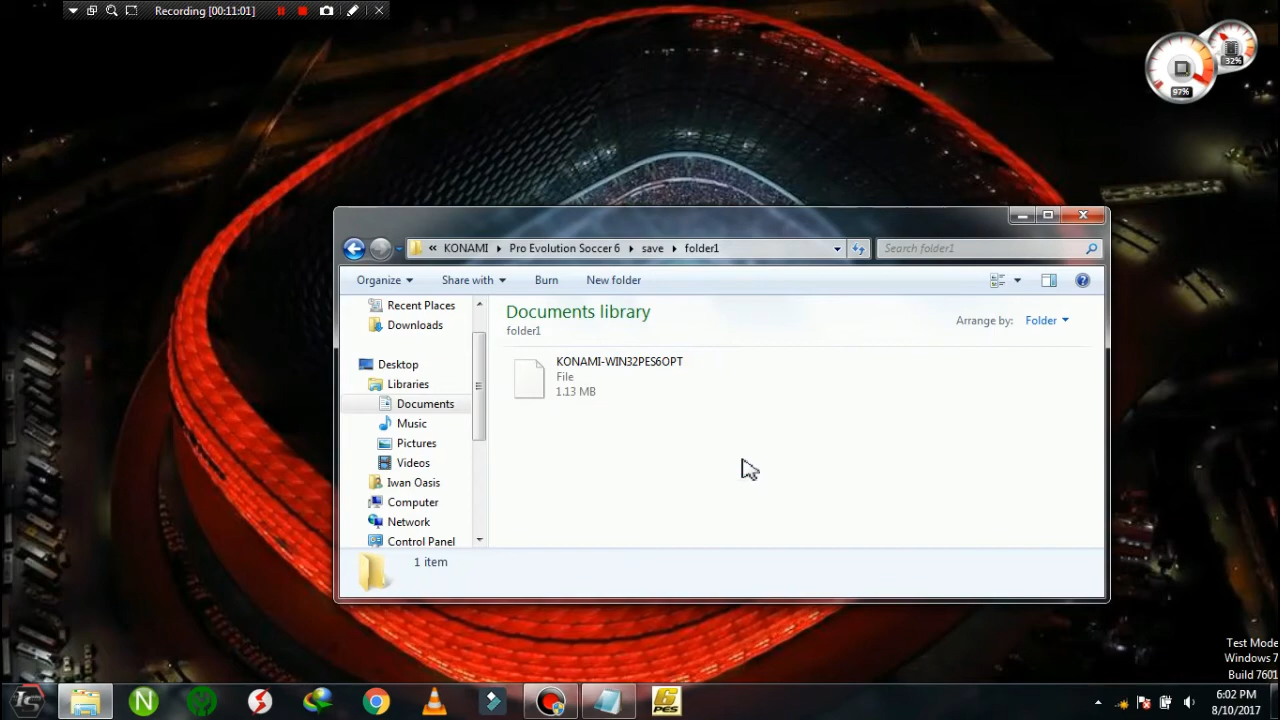 Recording [00:11:01]
32%
97%
« KONAMI Pro Evolution Soccer 6 save folder1
Search folder1
Organize Share with Burn New folder
Recent Places
Downloads
Desktop
Libraries
Documents
Music
Pictures
Videos
Iwan Oasis
Computer
Network
Control Panel
Documents library
folder1
Arrange by: Folder
KONAMI-WIN32PES6OPT
File
1.13 MB
1 item
Test Mode
Windows 7
Build 7601
N
6
PES
6:02 PM
8/10/2017